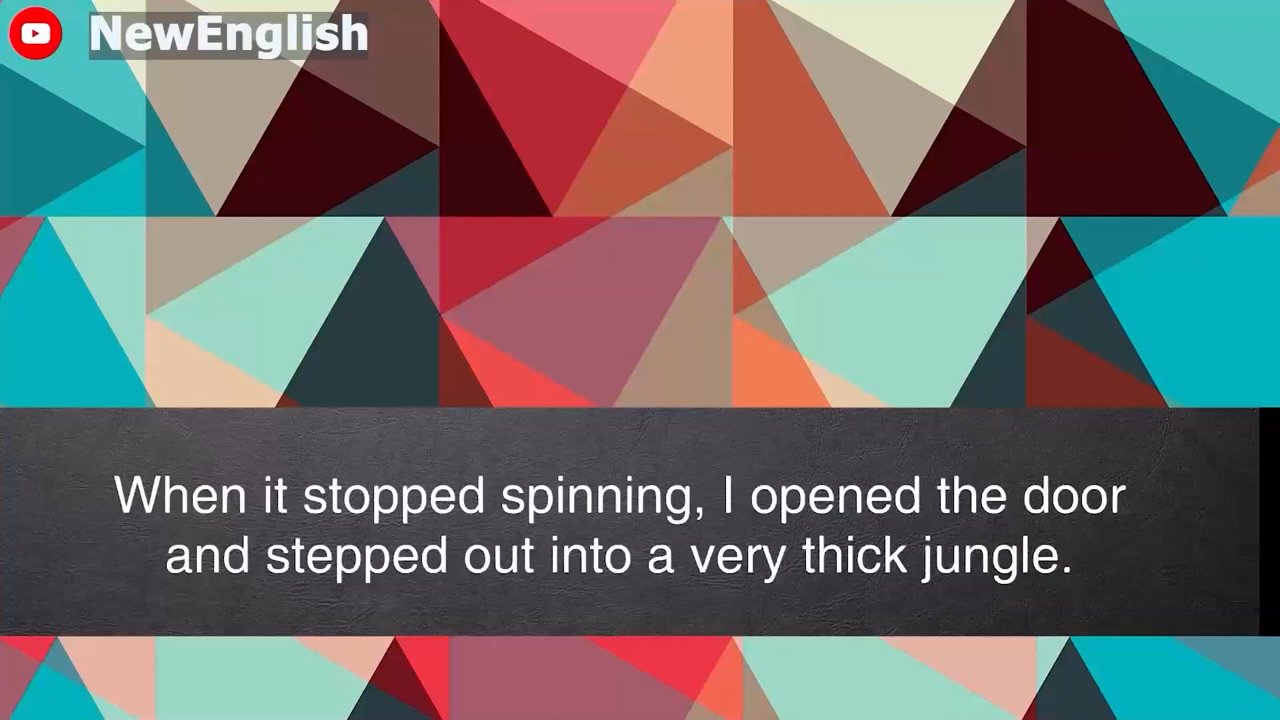 NewEnglish
When it stopped spinning, I opened the door
and stepped out into a very thick jungle.